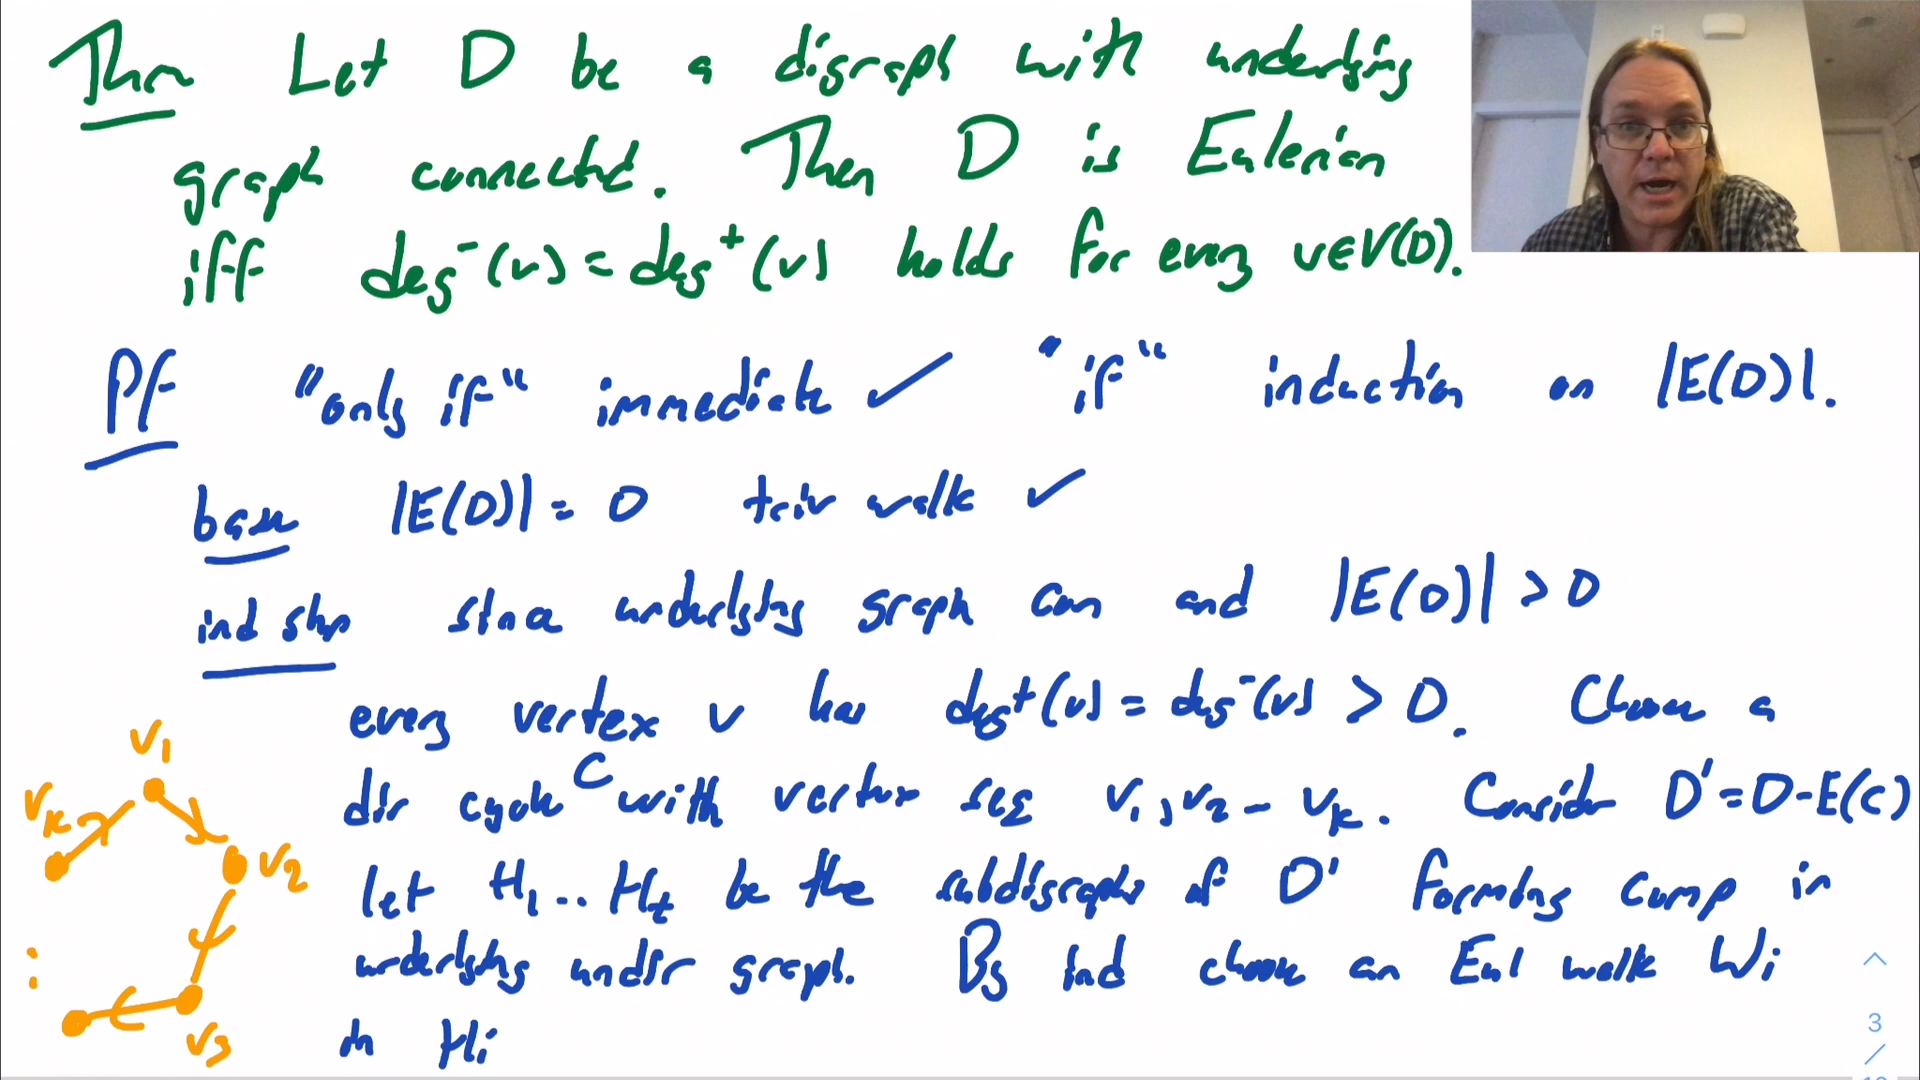 Thm Let D be a digraph with underlying
graph connected. Then D is Eulerian
iff deg⁻(v) = deg⁺(v) holds for every v∈V(D).
Pf "only if" immediate ✓ "if" induction on |E(D)|.
base |E(D)| = 0 triv walk ✓
ind step since underlying graph con and |E(D)| > 0
every vertex v has deg⁺(v) = deg⁻(v) > 0. Choose a
dir cycle C with vertex seq v₁, v₂ - vₖ. Consider D' = D-E(C)
let H₁..Hₜ be the subdigraphs of D' forming comp in
underlying undir graph. By ind choose an Eul walk Wᵢ
in Hᵢ
v₁
vₖ
v₂
:
v₃
3
/